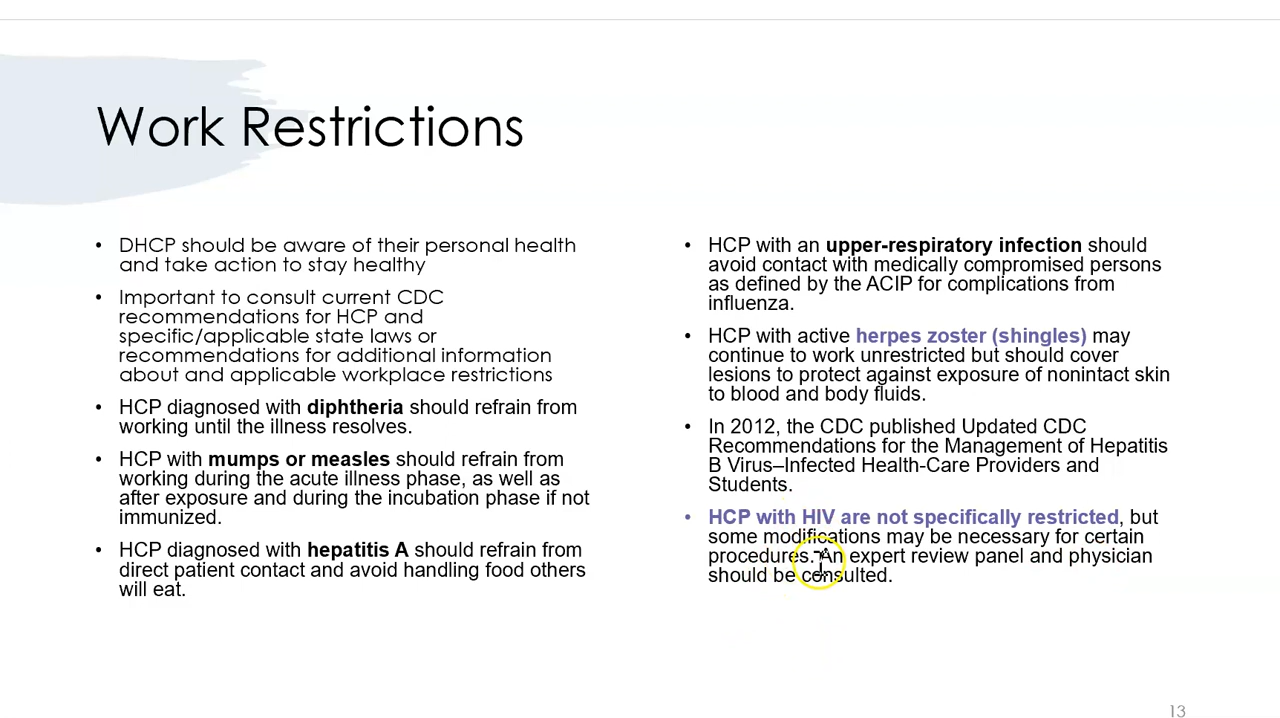 Work Restrictions
• DHCP should be aware of their personal health
and take action to stay healthy
• Important to consult current CDC
recommendations for HCP and
specific/applicable state laws or
recommendations for additional information
about and applicable workplace restrictions
• HCP diagnosed with diphtheria should refrain from
working until the illness resolves.
• HCP with mumps or measles should refrain from
working during the acute illness phase, as well as
after exposure and during the incubation phase if not
immunized.
• HCP diagnosed with hepatitis A should refrain from
direct patient contact and avoid handling food others
will eat.
• HCP with an upper-respiratory infection should
avoid contact with medically compromised persons
as defined by the ACIP for complications from
influenza.
• HCP with active herpes zoster (shingles) may
continue to work unrestricted but should cover
lesions to protect against exposure of nonintact skin
to blood and body fluids.
• In 2012, the CDC published Updated CDC
Recommendations for the Management of Hepatitis
B Virus–Infected Health-Care Providers and
Students.
• HCP with HIV are not specifically restricted, but
some modifications may be necessary for certain
procedures. An expert review panel and physician
should be consulted.
13